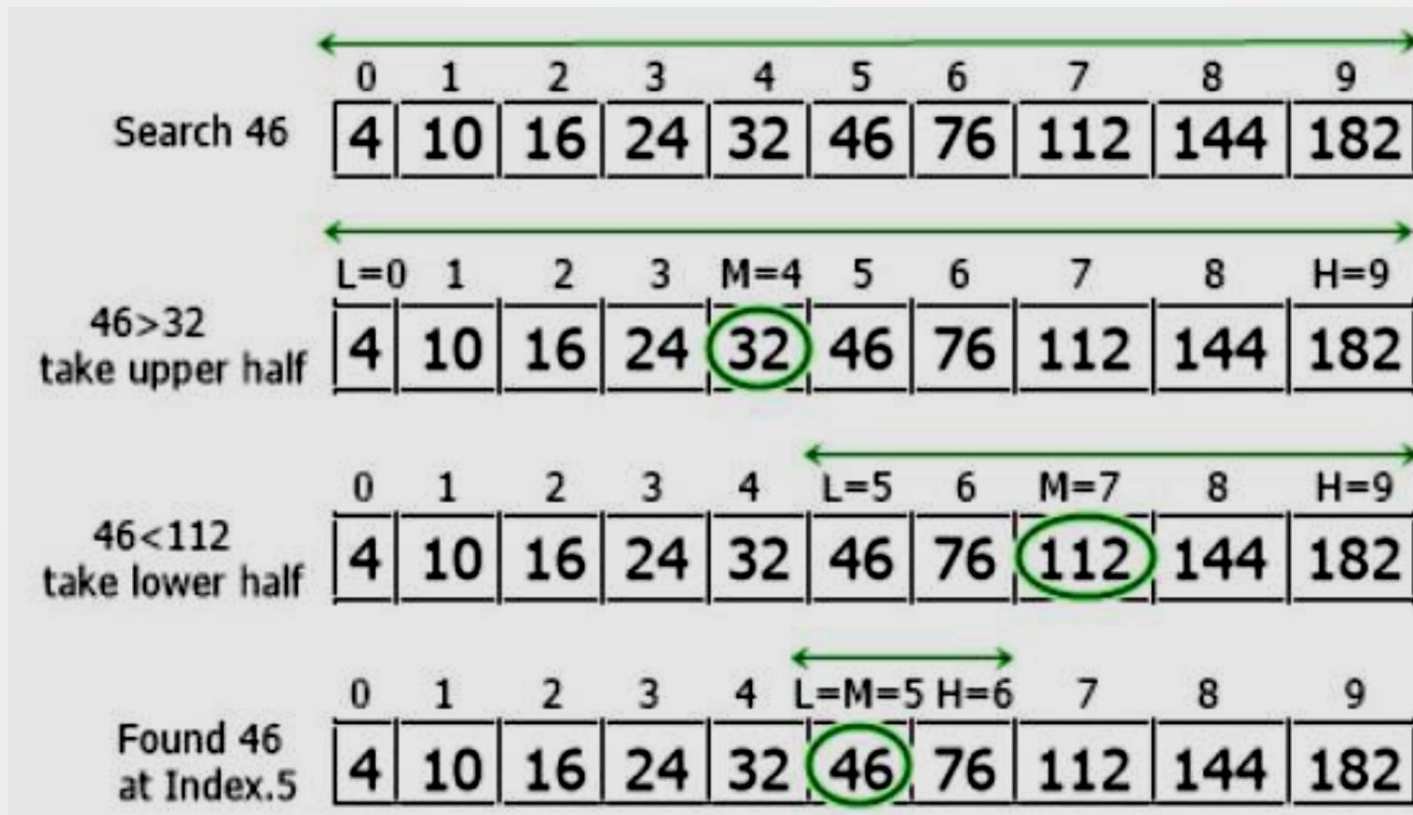 0 1 2 3 4 5 6 7 8 9
Search 46 4 10 16 24 32 46 76 112 144 182
L=0 1 2 3 M=4 5 6 7 8 H=9
46>32
take upper half 4 10 16 24 32 46 76 112 144 182
0 1 2 3 4 L=5 6 M=7 8 H=9
46<112
take lower half 4 10 16 24 32 46 76 112 144 182
0 1 2 3 4 L=M=5 H=6 7 8 9
Found 46
at Index.5 4 10 16 24 32 46 76 112 144 182